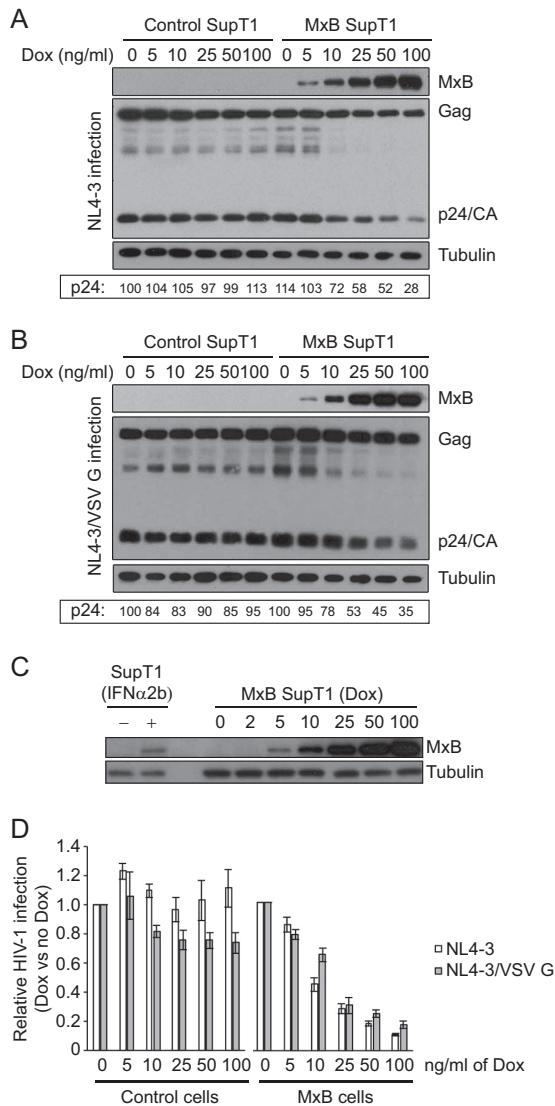 A
Control SupT1 MxB SupT1
Dox (ng/ml) 0 5 10 25 50 100 0 5 10 25 50 100
MxB
NL4-3 infection
Gag
p24/CA
Tubulin
p24: 100 104 105 97 99 113 114 103 72 58 52 28
B
Control SupT1 MxB SupT1
Dox (ng/ml) 0 5 10 25 50 100 0 5 10 25 50 100
MxB
NL4-3/VSV G infection
Gag
p24/CA
Tubulin
p24: 100 84 83 90 85 95 100 95 78 53 45 35
C
SupT1
(IFNα2b) MxB SupT1 (Dox)
– + 0 2 5 10 25 50 100
MxB
Tubulin
D
Relative HIV-1 infection
(Dox vs no Dox)
1.4
1.2
1.0
0.8
0.6
0.4
0.2
0
NL4-3
NL4-3/VSV G
0 5 10 25 50 100 0 5 10 25 50 100 ng/ml of Dox
Control cells MxB cells